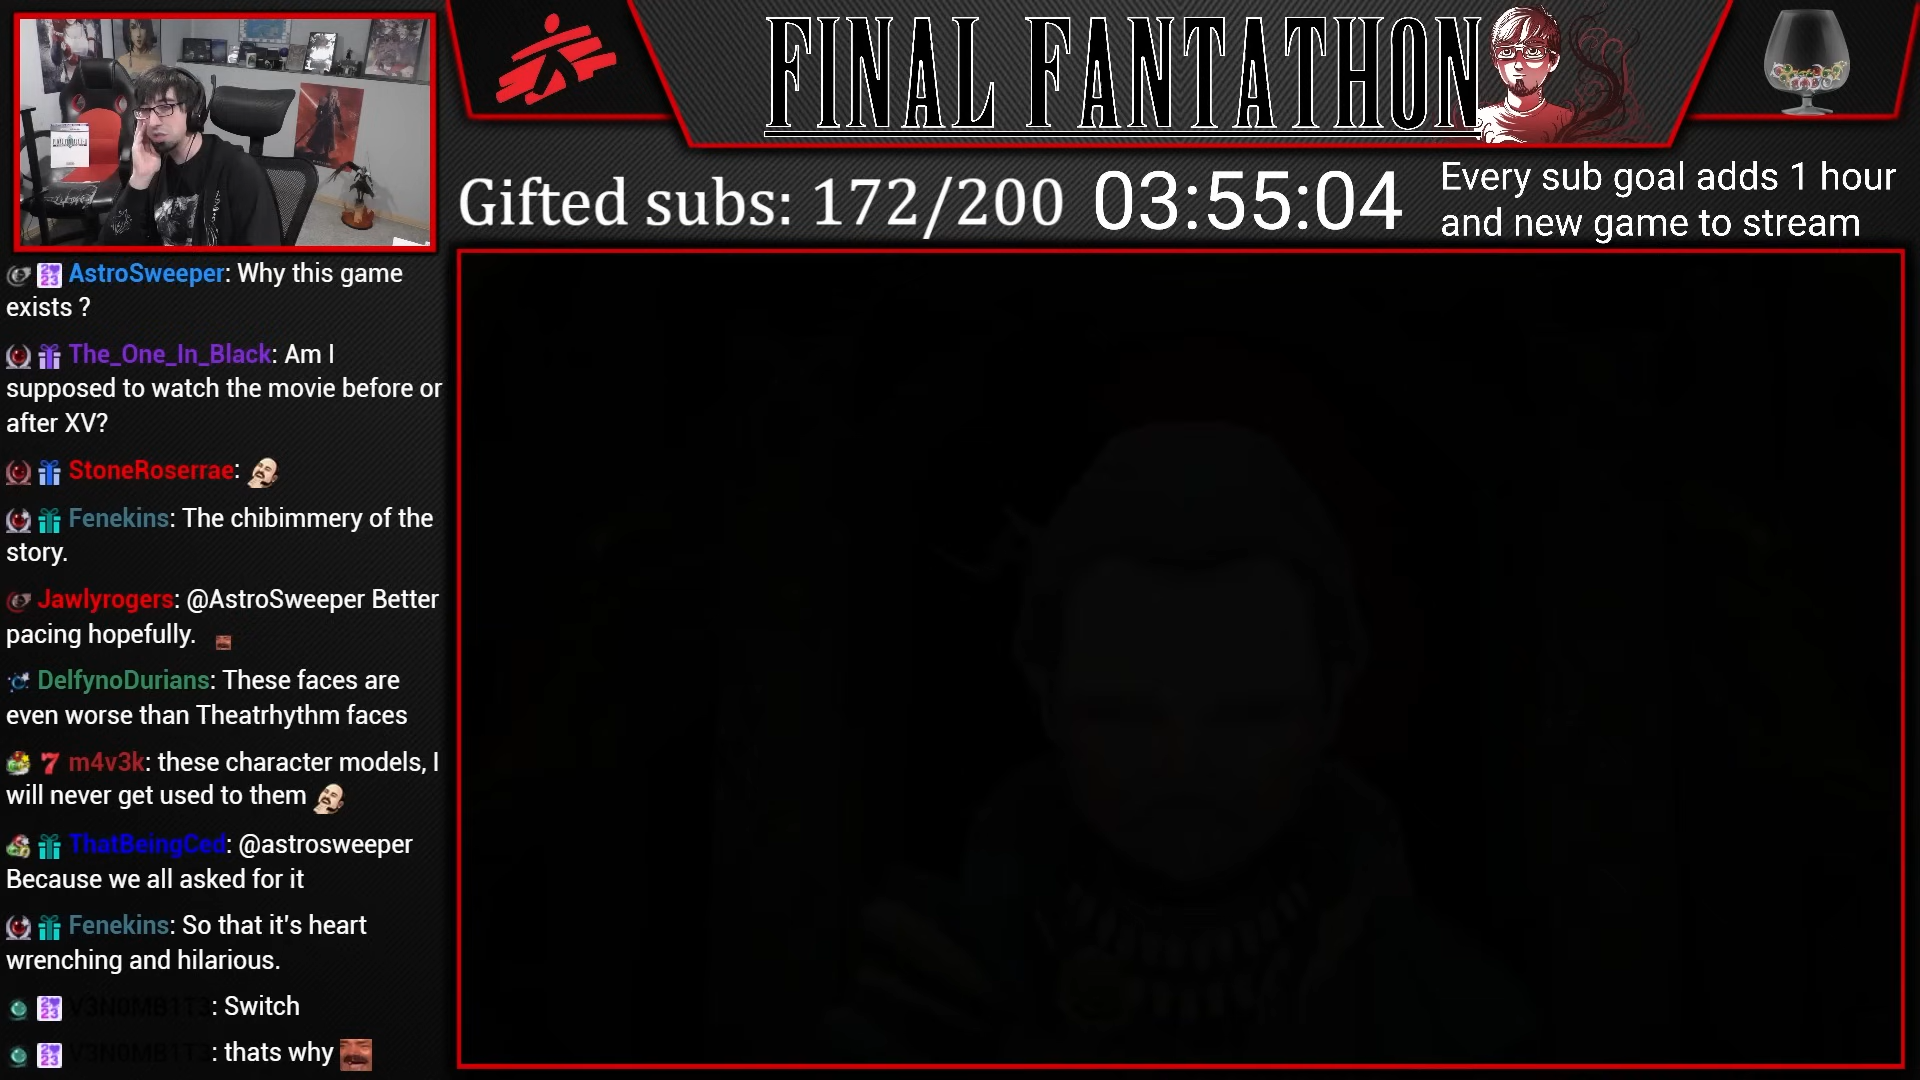 FINAL FANTATHON
Gifted subs: 172/200
03:55:04
Every sub goal adds 1 hour
and new game to stream
AstroSweeper: Why this game
exists ?
The_One_In_Black: Am I
supposed to watch the movie before or
after XV?
StoneRoserrae:
Fenekins: The chibimmery of the
story.
Jawlyrogers: @AstroSweeper Better
pacing hopefully.
DelfynoDurians: These faces are
even worse than Theatrhythm faces
m4v3k: these character models, I
will never get used to them
ThatBeingCed: @astrosweeper
Because we all asked for it
Fenekins: So that it's heart
wrenching and hilarious.
V3N0MB1T3: Switch
V3N0MB1T3: thats why